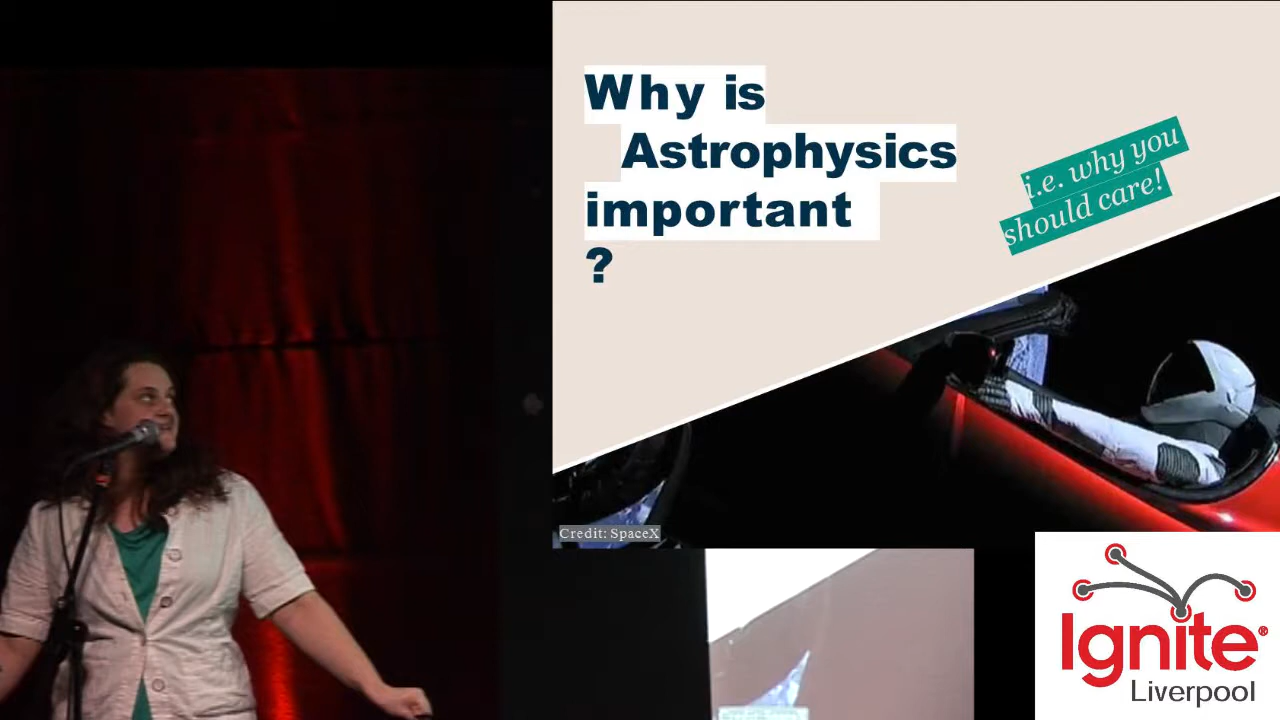 Why is
Astrophysics
important
?
i.e. why you
should care!
Credit: SpaceX
Ignite®
Liverpool